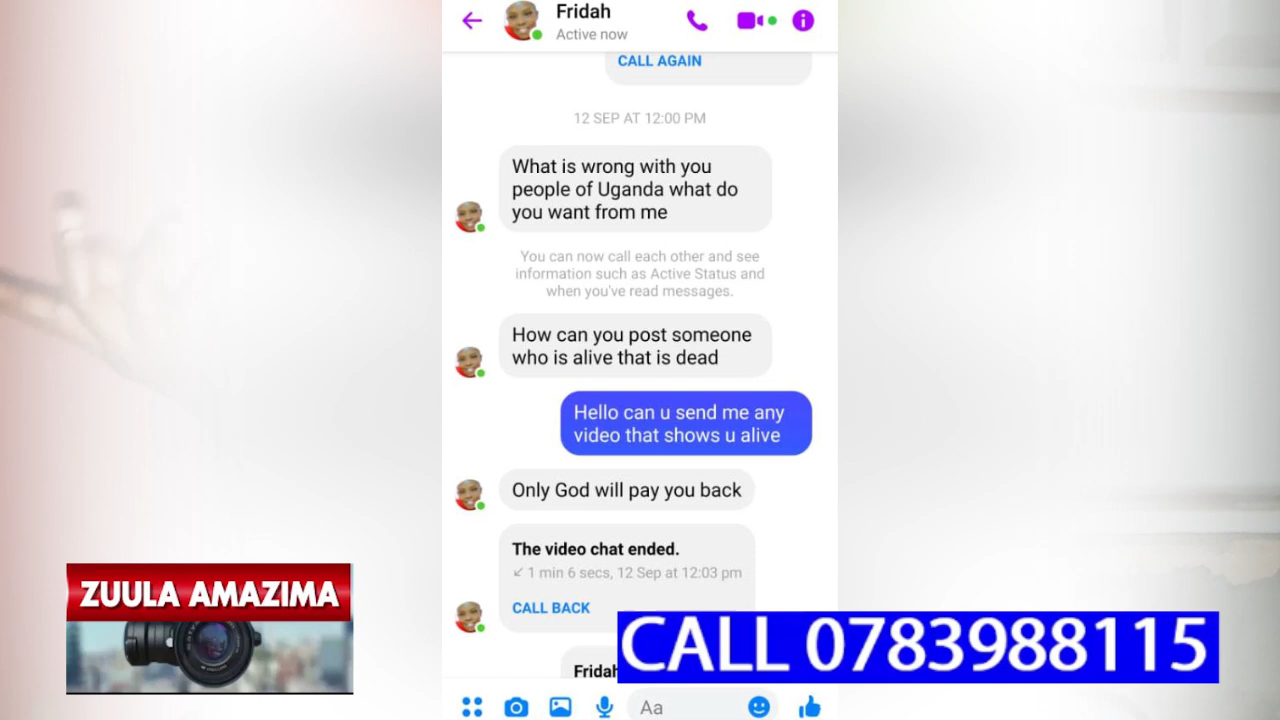 Fridah
Active now
CALL AGAIN
12 SEP AT 12:00 PM
What is wrong with you
people of Uganda what do
you want from me
You can now call each other and see
information such as Active Status and
when you've read messages.
How can you post someone
who is alive that is dead
Hello can u send me any
video that shows u alive
Only God will pay you back
The video chat ended.
↙ 1 min 6 secs, 12 Sep at 12:03 pm
CALL BACK
Fridah
Aa
ZUULA AMAZIMA
CALL 0783988115